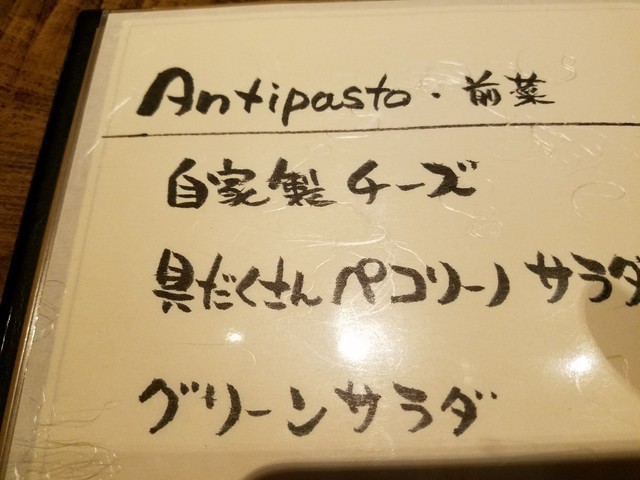 Antipasto・前菜
自家製チーズ
具だくさんペコリーノサラダ
グリーンサラダ